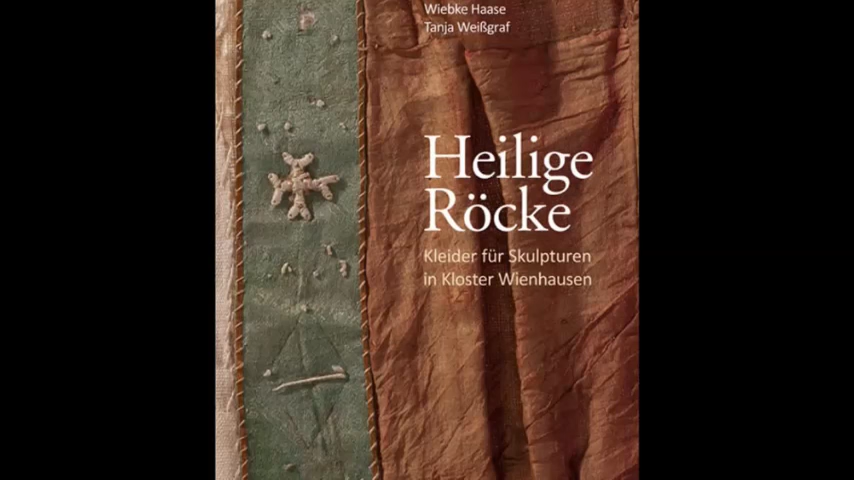 Wiebke Haase
Tanja Weißgraf
Heilige
Röcke
Kleider für Skulpturen
in Kloster Wienhausen